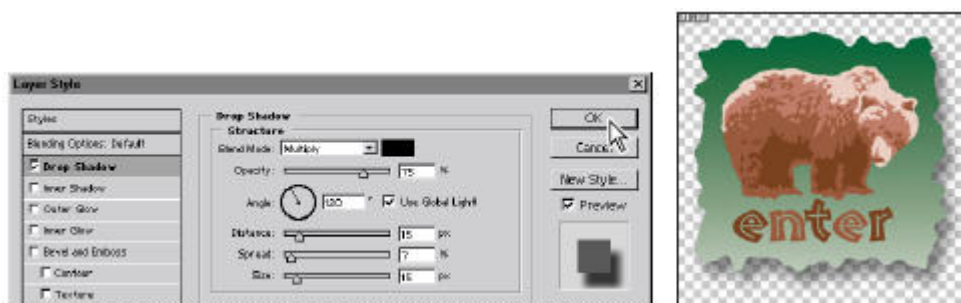 Layer Style
Styles
Blending Options: Default
Drop Shadow
Inner Shadow
Outer Glow
Inner Glow
Bevel and Emboss
Contour
Texture
Drop Shadow
Structure
Blend Mode: Multiply
Opacity: 75 %
Angle: 120 ° Use Global Light
Distance: 15 px
Spread: 7 %
Size: 15 px
OK
Cancel
New Style...
Preview
enter